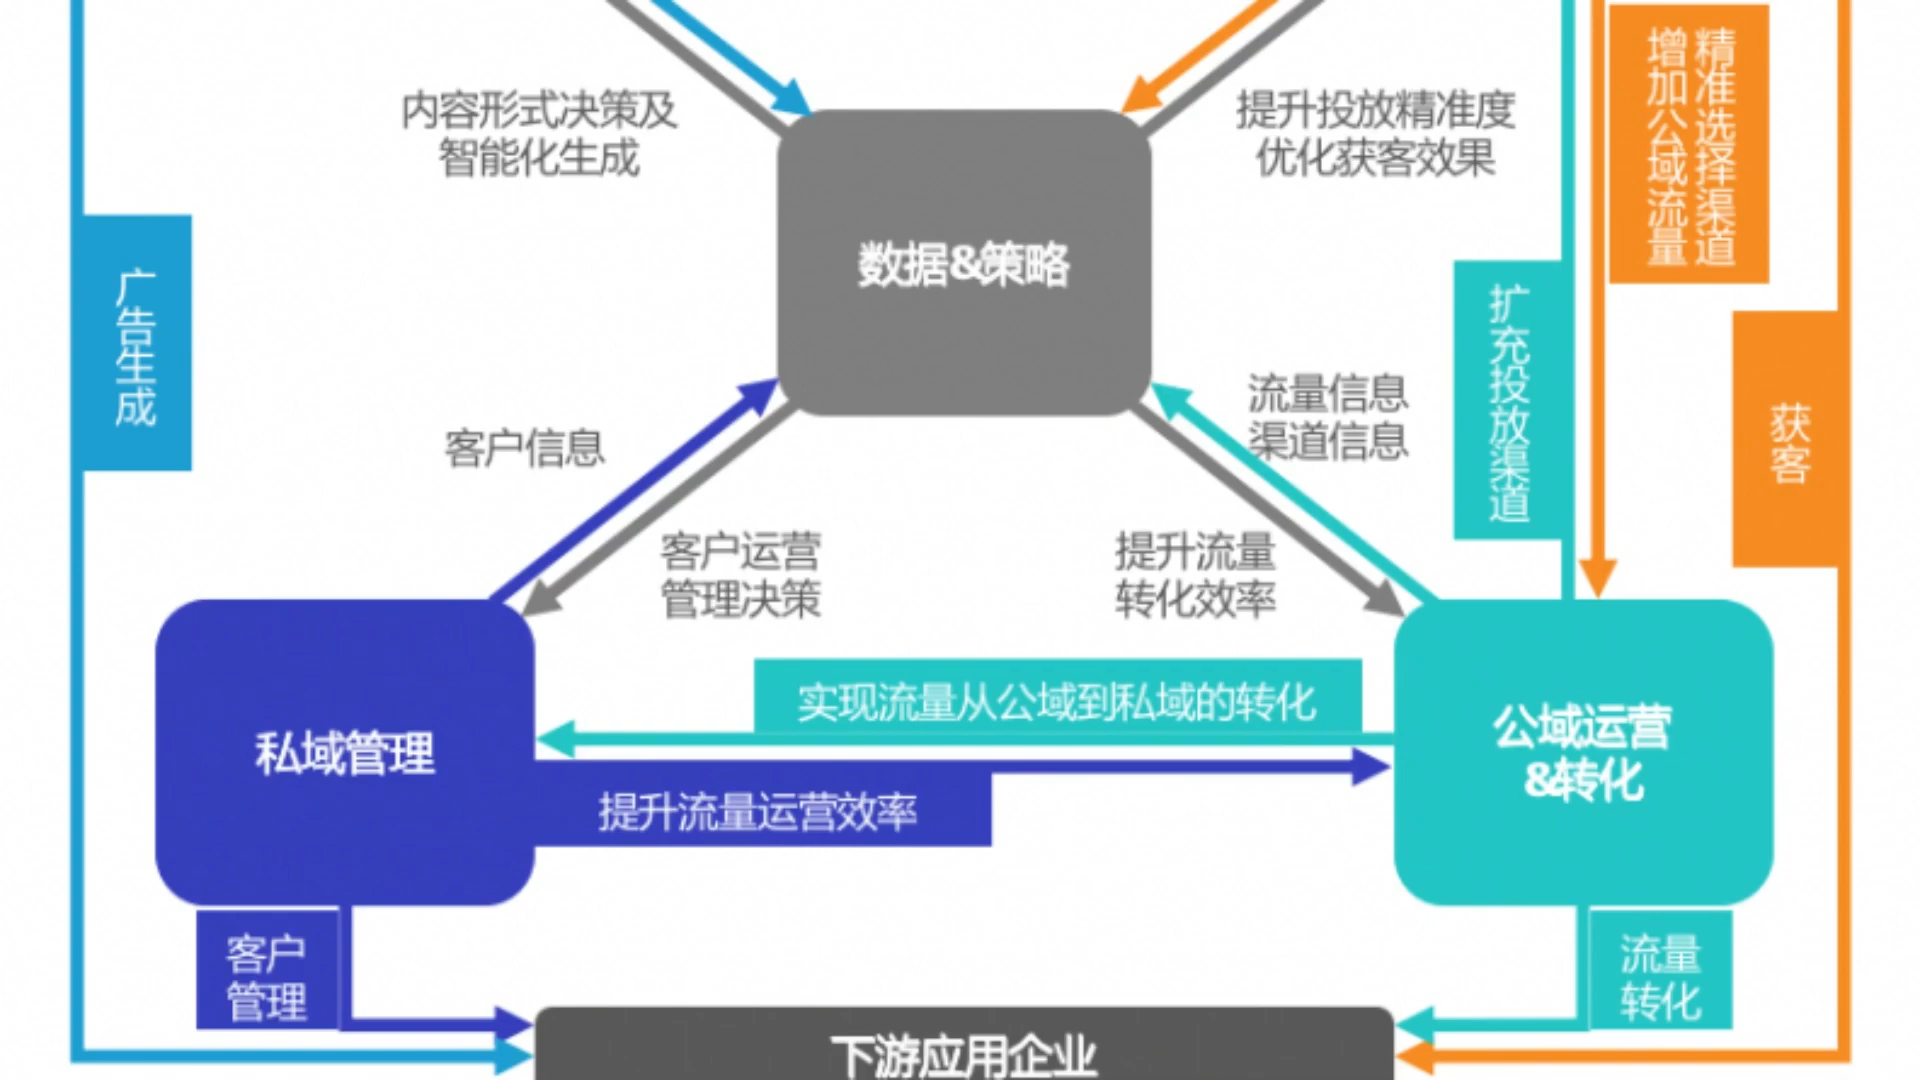 内容形式决策及
智能化生成
提升投放精准度
优化获客效果
精准选择渠道
增加公域流量
数据&策略
广告生成
扩充投放渠道
获客
客户信息
流量信息
渠道信息
客户运营
管理决策
提升流量
转化效率
实现流量从公域到私域的转化
私域管理
公域运营
&转化
提升流量运营效率
客户
管理
流量
转化
下游应用企业